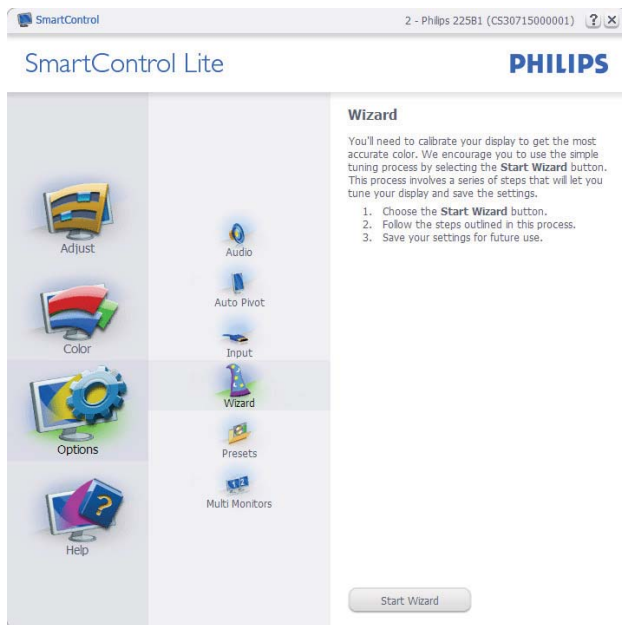 SmartControl
2 - Philips 225B1 (CS30715000001)
?
SmartControl Lite
PHILIPS
Adjust
Color
Options
?
Help
Audio
Auto Pivot
Input
Wizard
Presets
1 2
Multi Monitors
Wizard
You'll need to calibrate your display to get the most
accurate color. We encourage you to use the simple
tuning process by selecting the Start Wizard button.
This process involves a series of steps that will let you
tune your display and save the settings.
1. Choose the Start Wizard button.
2. Follow the steps outlined in this process.
3. Save your settings for future use.
Start Wizard